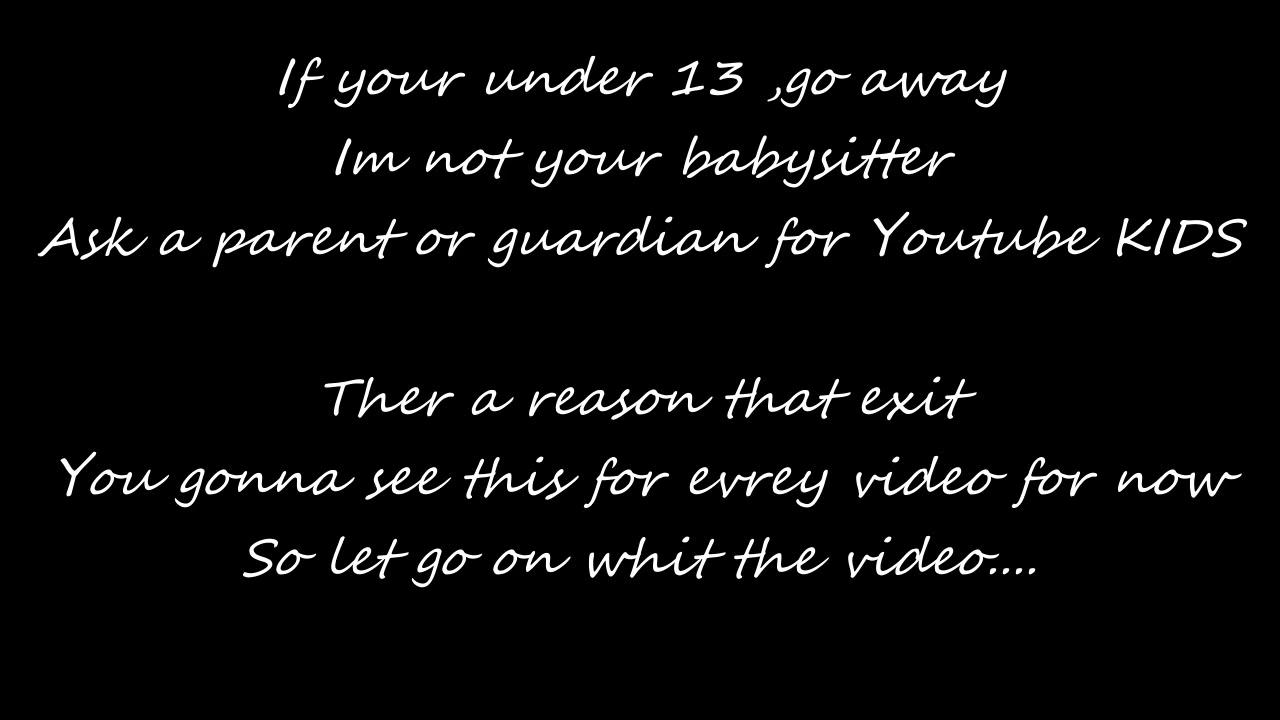 If your under 13 ,go away
Im not your babysitter
Ask a parent or guardian for Youtube KIDS
Ther a reason that exit
You gonna see this for evrey video for now
So let go on whit the video....